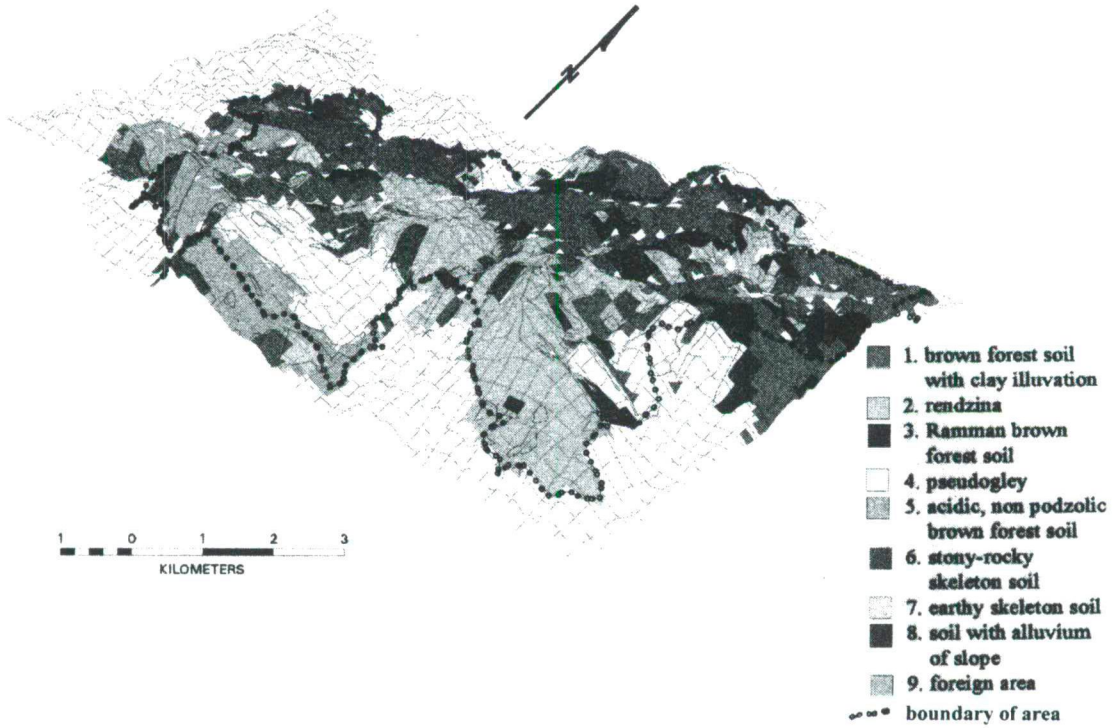 N
1 0 1 2 3
KILOMETERS
1. brown forest soil
with clay illuvation
2. rendzina
3. Ramman brown
forest soil
4. pseudogley
5. acidic, non podzolic
brown forest soil
6. stony-rocky
skeleton soil
7. earthy skeleton soil
8. soil with alluvium
of slope
9. foreign area
boundary of area